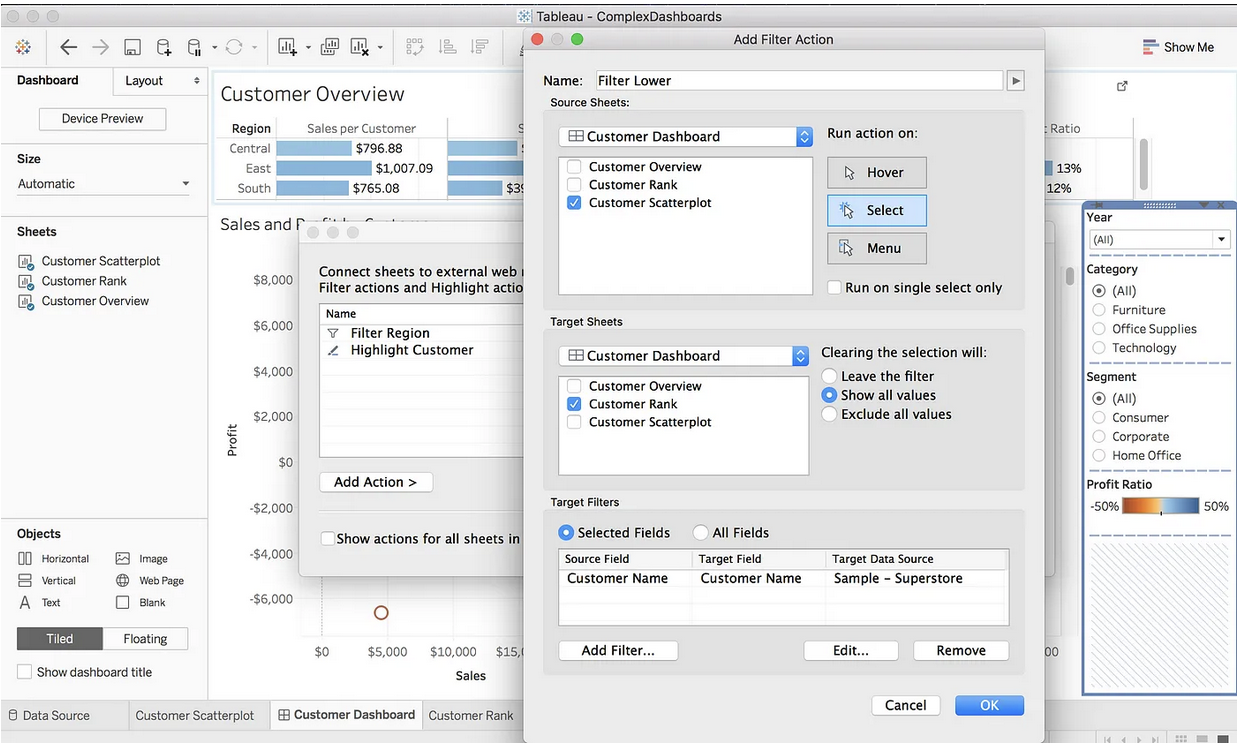 Tableau - ComplexDashboards
Show Me
Dashboard
Layout
Device Preview
Size
Automatic
Sheets
Customer Scatterplot
Customer Rank
Customer Overview
Objects
Horizontal
Image
Vertical
Web Page
Text
Blank
Tiled
Floating
Show dashboard title
Customer Overview
Region
Sales per Customer
Ratio
Central
$796.88
East
$1,007.09
13%
South
$765.08
12%
Sales and
$8,000
$6,000
$4,000
$2,000
$0
-$2,000
-$4,000
-$6,000
Profit
$0
$5,000
$10,000
Sales
Connect sheets to external web
Filter actions and Highlight
Name
Filter Region
Highlight Customer
Add Action >
Show actions for all sheets in
Add Filter Action
Name:
Filter Lower
Source Sheets:
Customer Dashboard
Customer Overview
Customer Rank
Customer Scatterplot
Run action on:
Hover
Select
Menu
Run on single select only
Target Sheets
Customer Dashboard
Customer Overview
Customer Rank
Customer Scatterplot
Clearing the selection will:
Leave the filter
Show all values
Exclude all values
Target Filters
Selected Fields
All Fields
Source Field
Target Field
Target Data Source
Customer Name
Customer Name
Sample - Superstore
Add Filter...
Edit...
Remove
Cancel
OK
Year
(All)
Category
(All)
Furniture
Office Supplies
Technology
Segment
(All)
Consumer
Corporate
Home Office
Profit Ratio
-50%
50%
Data Source
Customer Scatterplot
Customer Dashboard
Customer Rank